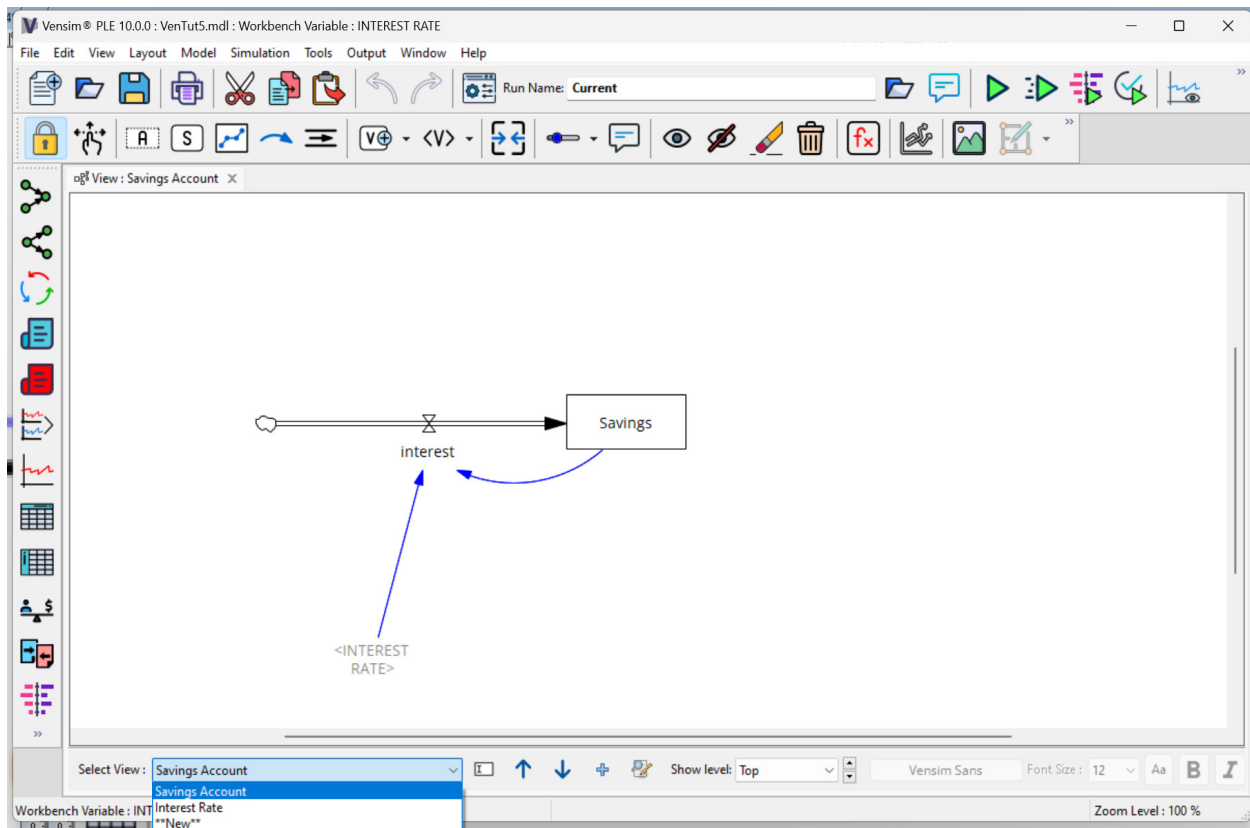 Vensim® PLE 10.0.0 : VenTut5.mdl : Workbench Variable : INTEREST RATE
File Edit View Layout Model Simulation Tools Output Window Help
Run Name: Current
A S V <V> fx
View : Savings Account
Savings
interest
<INTEREST
RATE>
$
Select View : Savings Account Show level: Top Vensim Sans Font Size : 12 Aa B I
Savings Account
Interest Rate
**New**
Workbench Variable : INT Zoom Level : 100 %